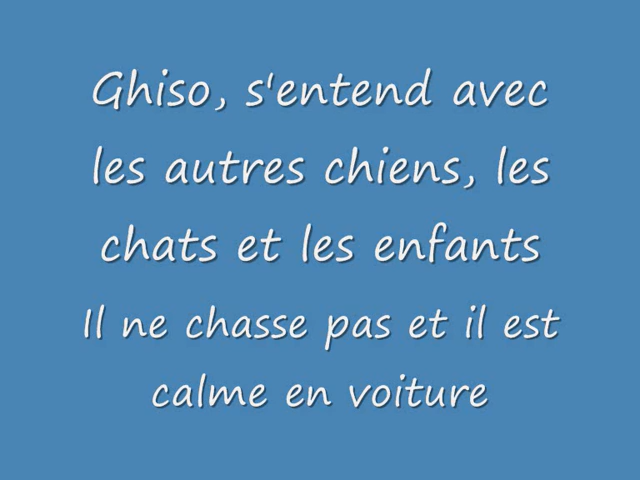 Ghiso, s'entend avec
les autres chiens, les
chats et les enfants
Il ne chasse pas et il est
calme en voiture